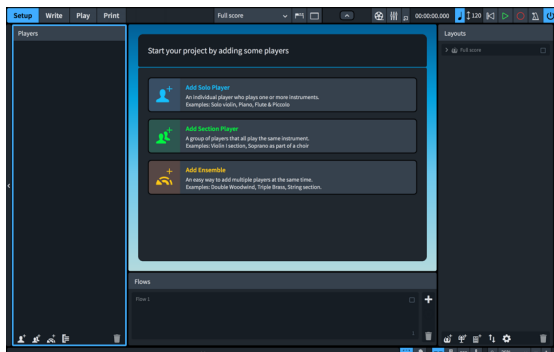 Setup Write Play Print Full score 00:00:00.000 120
Players
Layouts
Start your project by adding some players
Full score
Add Solo Player
An individual player who plays one or more instruments.
Examples: Solo violin, Piano, Flute & Piccolo
Add Section Player
A group of players that all play the same instrument.
Examples: Violin I section, Soprano as part of a choir
Add Ensemble
An easy way to add multiple players at the same time.
Examples: Double Woodwind, Triple Brass, String section.
Flows
Flow 1
1